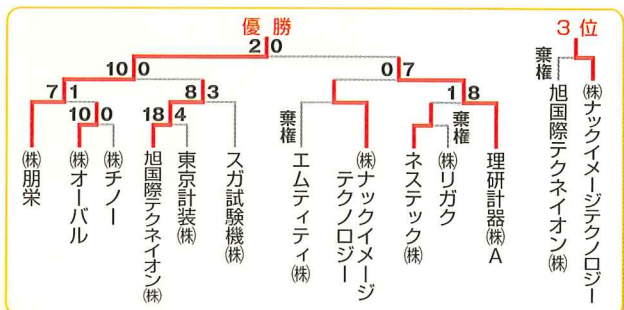 優勝
2 0
10 0
0 7
7 1
8 3
1 8
10 0
18 4
棄権
棄権
㈱朋栄
㈱オーバル
㈱チノー
旭国際テクネイオン㈱
東京計装㈱
スガ試験機㈱
エムティティ㈱
㈱ナックイメージ
テクノロジー
ネステック㈱
㈱リガク
理研計器㈱A
3位
棄権
旭国際テクネイオン㈱
㈱ナックイメージテクノロジー